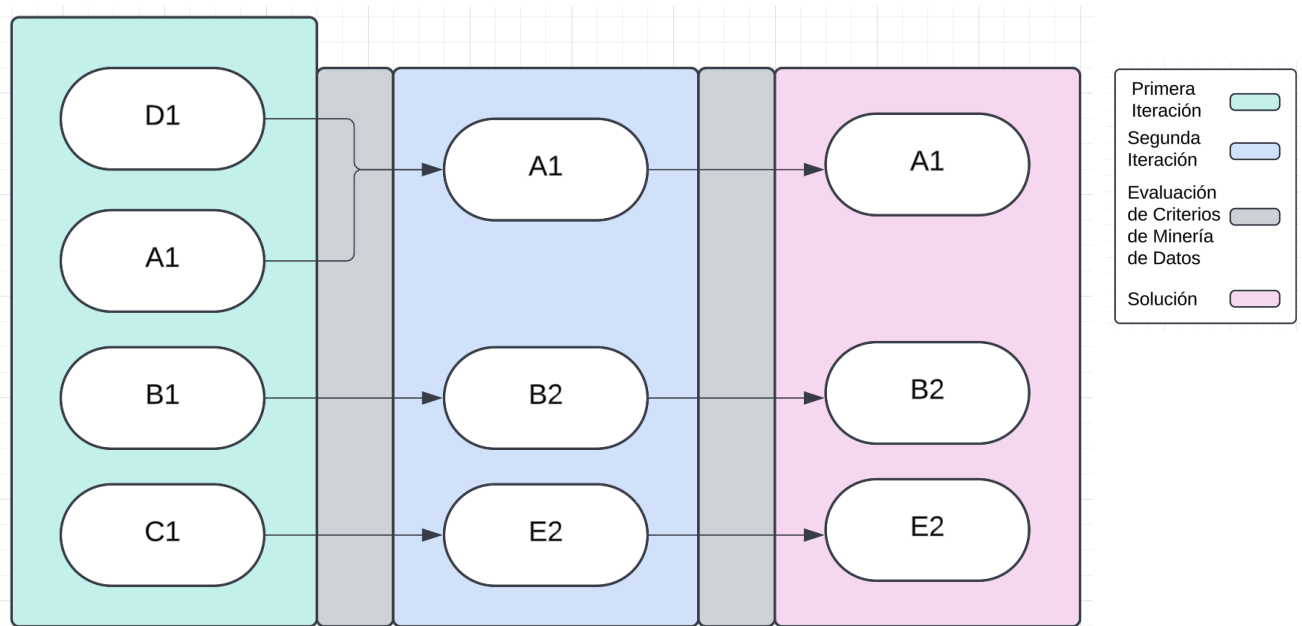 D1
A1
B1
C1
A1
B2
E2
A1
B2
E2
Primera
Iteración
Segunda
Iteración
Evaluación
de Criterios
de Minería
de Datos
Solución